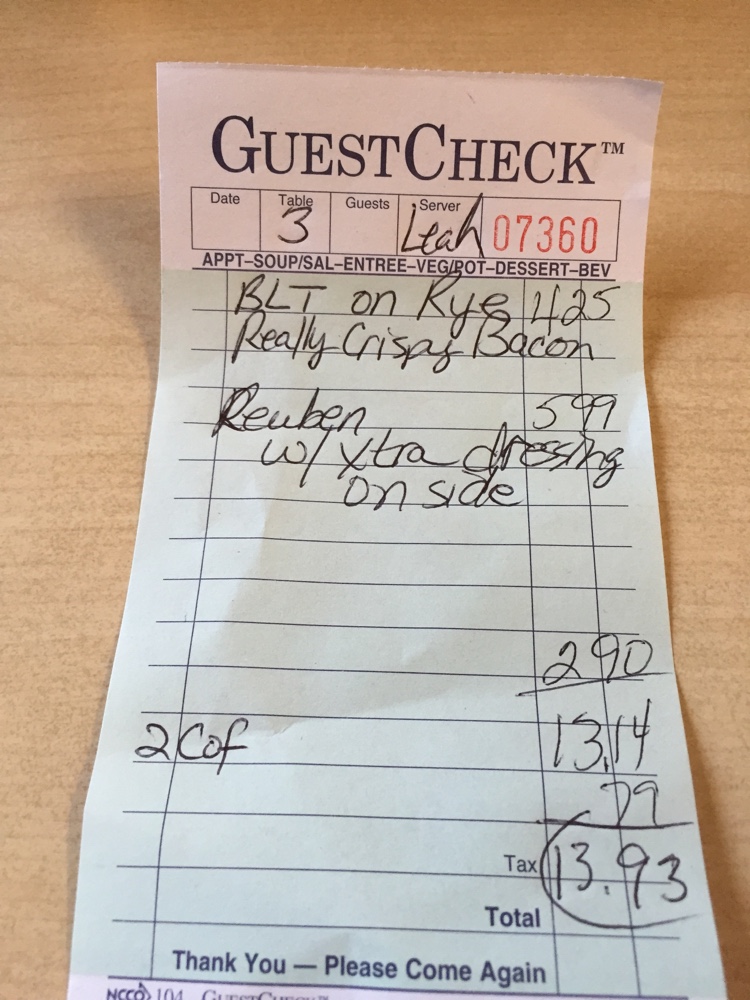 GUESTCHECK™
Date Table Guests Server
3 Leah 07360
APPT–SOUP/SAL–ENTREE–VEG/POT–DESSERT–BEV
BLT on Rye 425
Really Crispy Bacon
Reuben 599
w/ xtra dressing
on side
290
2 Cof 13.14
79
Tax 13.93
Total
Thank You — Please Come Again
NCCO 104 GUESTCHECK™